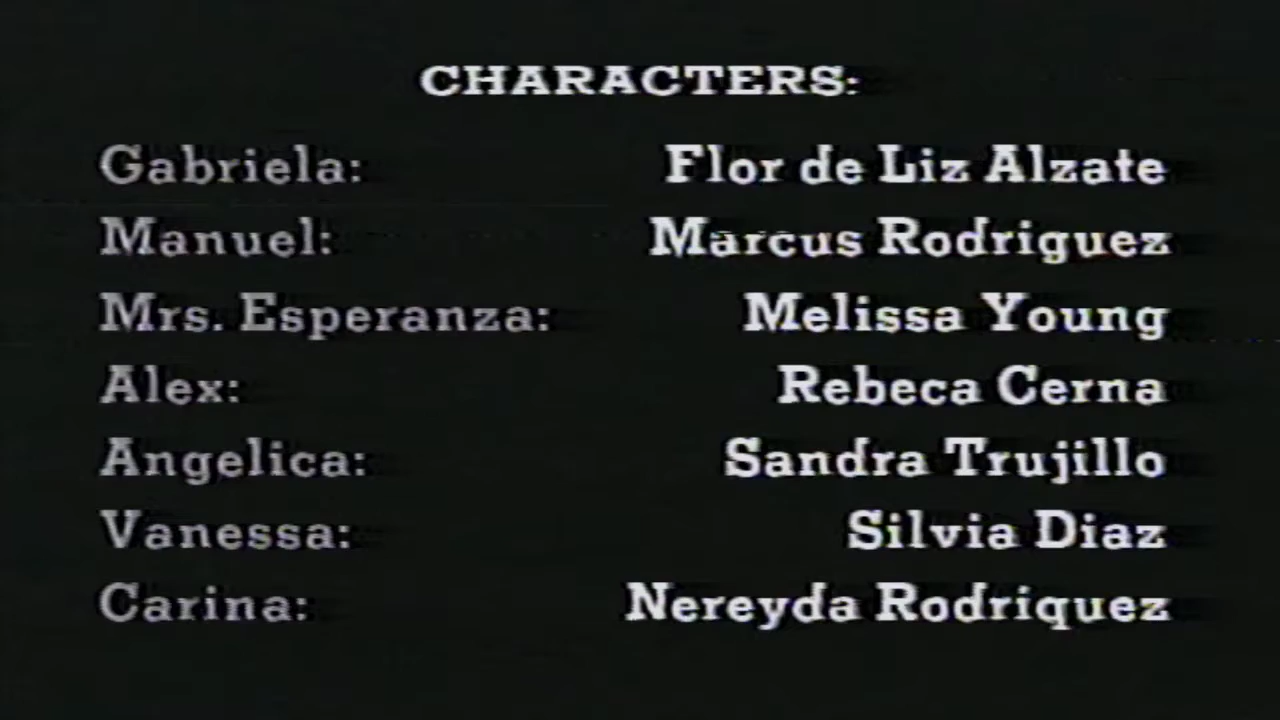 CHARACTERS:
Gabriela: Flor de Liz Alzate
Manuel: Marcus Rodriguez
Mrs. Esperanza: Melissa Young
Alex: Rebeca Cerna
Angelica: Sandra Trujillo
Vanessa: Silvia Diaz
Carina: Nereyda Rodriquez